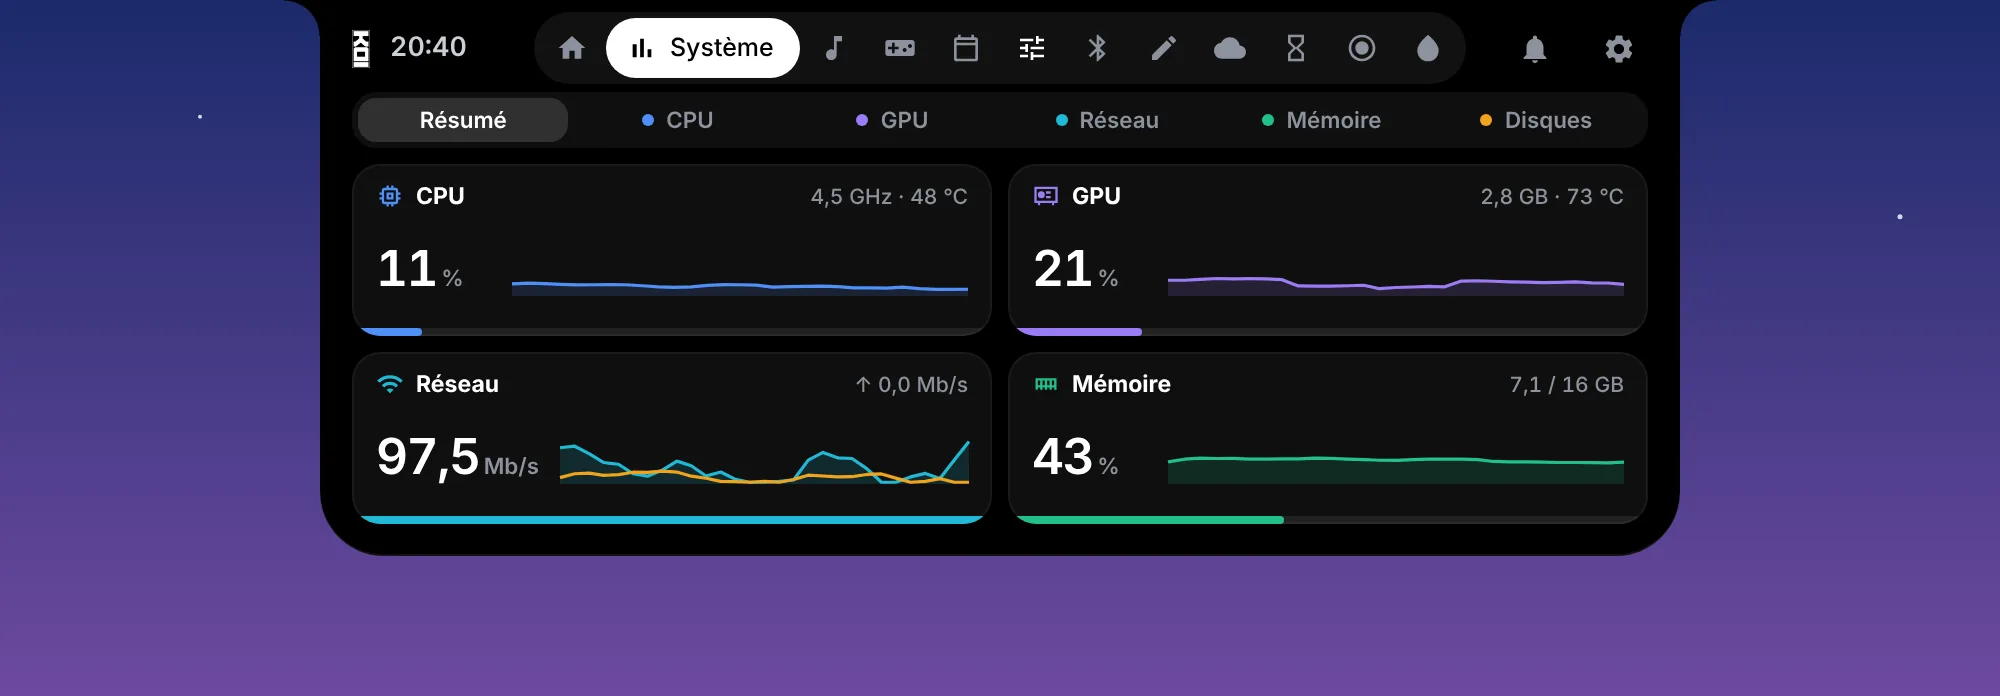 20:40
Système
Résumé
CPU
GPU
Réseau
Mémoire
Disques
CPU
4,5 GHz · 48 °C
11 %
GPU
2,8 GB · 73 °C
21 %
Réseau
↑ 0,0 Mb/s
97,5 Mb/s
Mémoire
7,1 / 16 GB
43 %